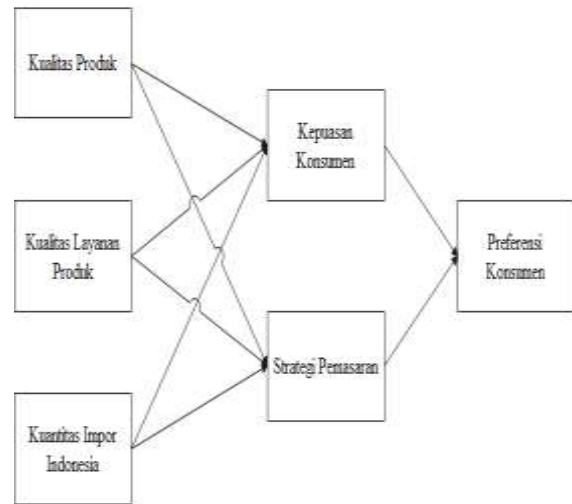 Kualitas Produk
Kepuasan
Konsumen
Kualitas Layanan
Produk
Preferensi
Konsumen
Strategi Pemasaran
Kuantitas Impor
Indonesia